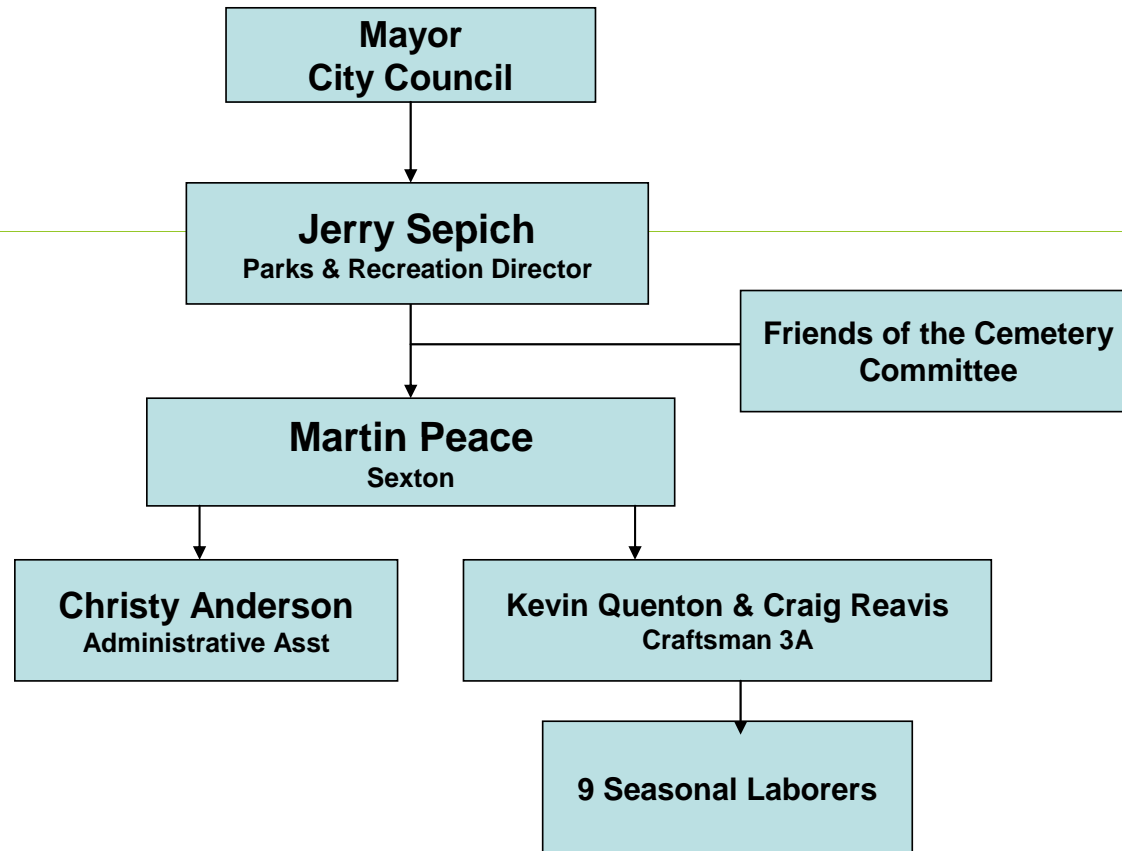 Mayor
City Council
Jerry Sepich
Parks & Recreation Director
Friends of the Cemetery
Committee
Martin Peace
Sexton
Christy Anderson
Administrative Asst
Kevin Quenton & Craig Reavis
Craftsman 3A
9 Seasonal Laborers